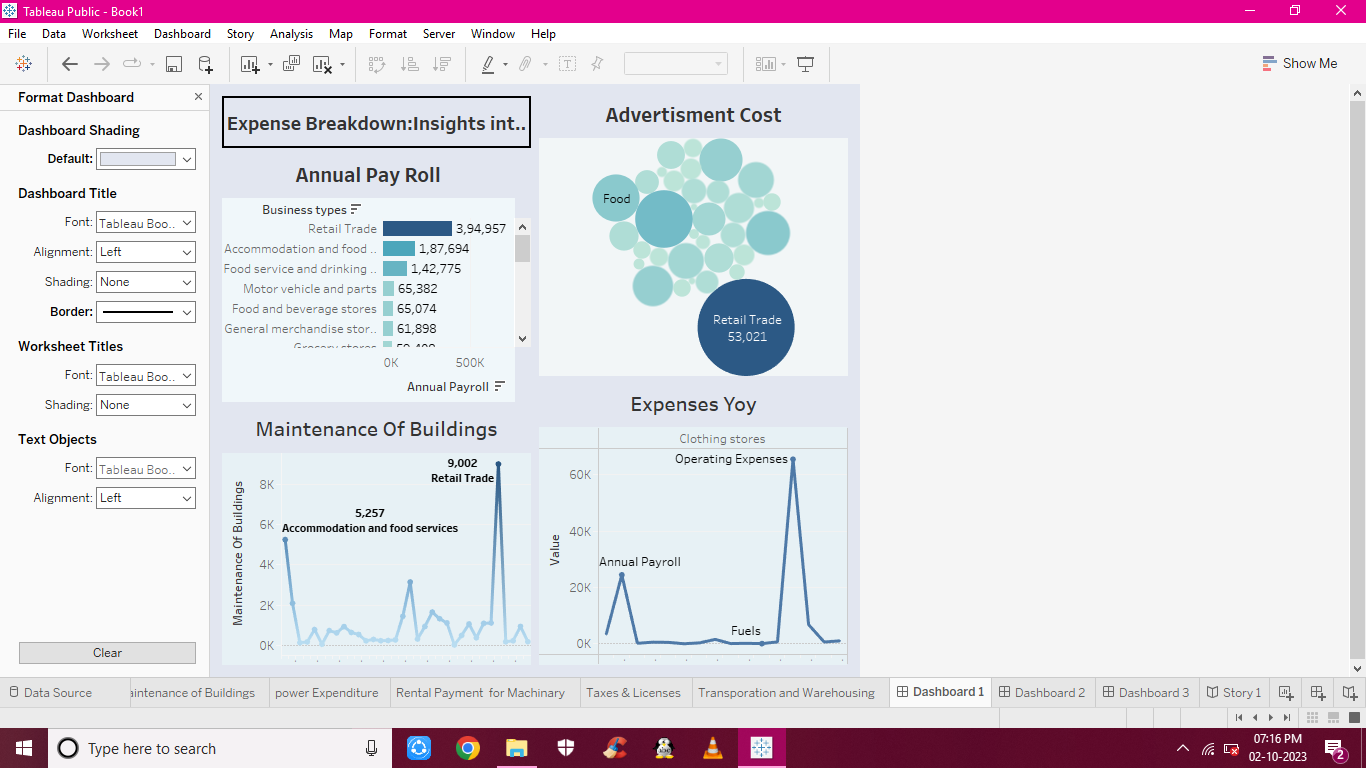 Tableau Public - Book1
File Data Worksheet Dashboard Story Analysis Map Format Server Window Help
Show Me
Format Dashboard
Dashboard Shading
Default:
Dashboard Title
Font: Tableau Boo..
Alignment: Left
Shading: None
Border:
Worksheet Titles
Font: Tableau Boo..
Shading: None
Text Objects
Font: Tableau Boo..
Alignment: Left
Clear
Expense Breakdown:Insights int..
Annual Pay Roll
Business types
Retail Trade 3,94,957
Accommodation and food .. 1,87,694
Food service and drinking .. 1,42,775
Motor vehicle and parts 65,382
Food and beverage stores 65,074
General merchandise stor.. 61,898
Grocery stores
0K 500K
Annual Payroll
Advertisment Cost
Food
Retail Trade
53,021
Maintenance Of Buildings
Maintenance Of Buildings
8K
6K
4K
2K
0K
9,002
Retail Trade
5,257
Accommodation and food services
Expenses Yoy
Clothing stores
Value
60K
40K
20K
0K
Operating Expenses
Annual Payroll
Fuels
Data Source intenance of Buildings power Expenditure Rental Payment for Machinary Taxes & Licenses Transporation and Warehousing Dashboard 1 Dashboard 2 Dashboard 3 Story 1
Type here to search
07:16 PM
02-10-2023
2